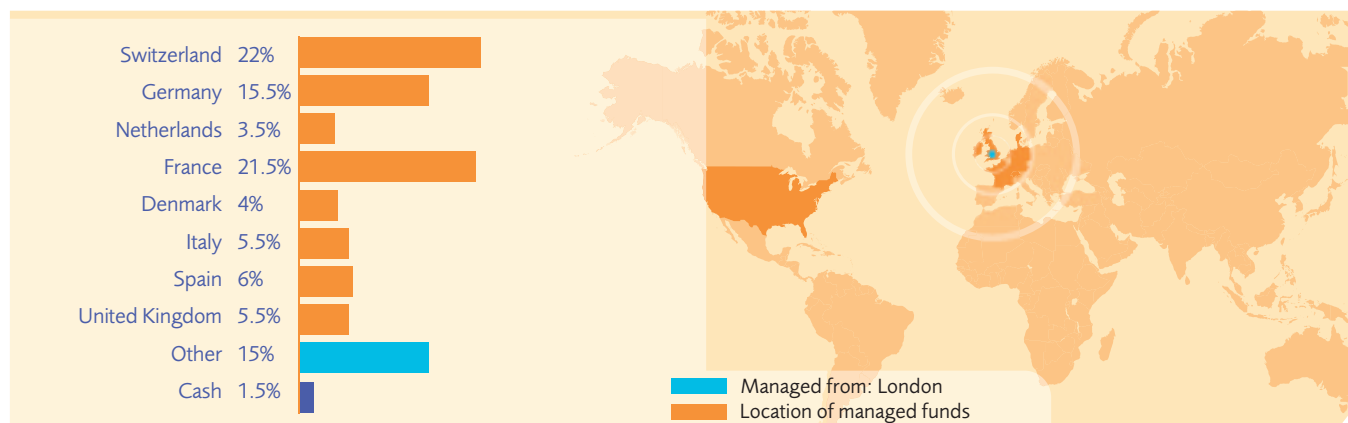 Switzerland 22%
Germany 15.5%
Netherlands 3.5%
France 21.5%
Denmark 4%
Italy 5.5%
Spain 6%
United Kingdom 5.5%
Other 15%
Cash 1.5%
Managed from: London
Location of managed funds